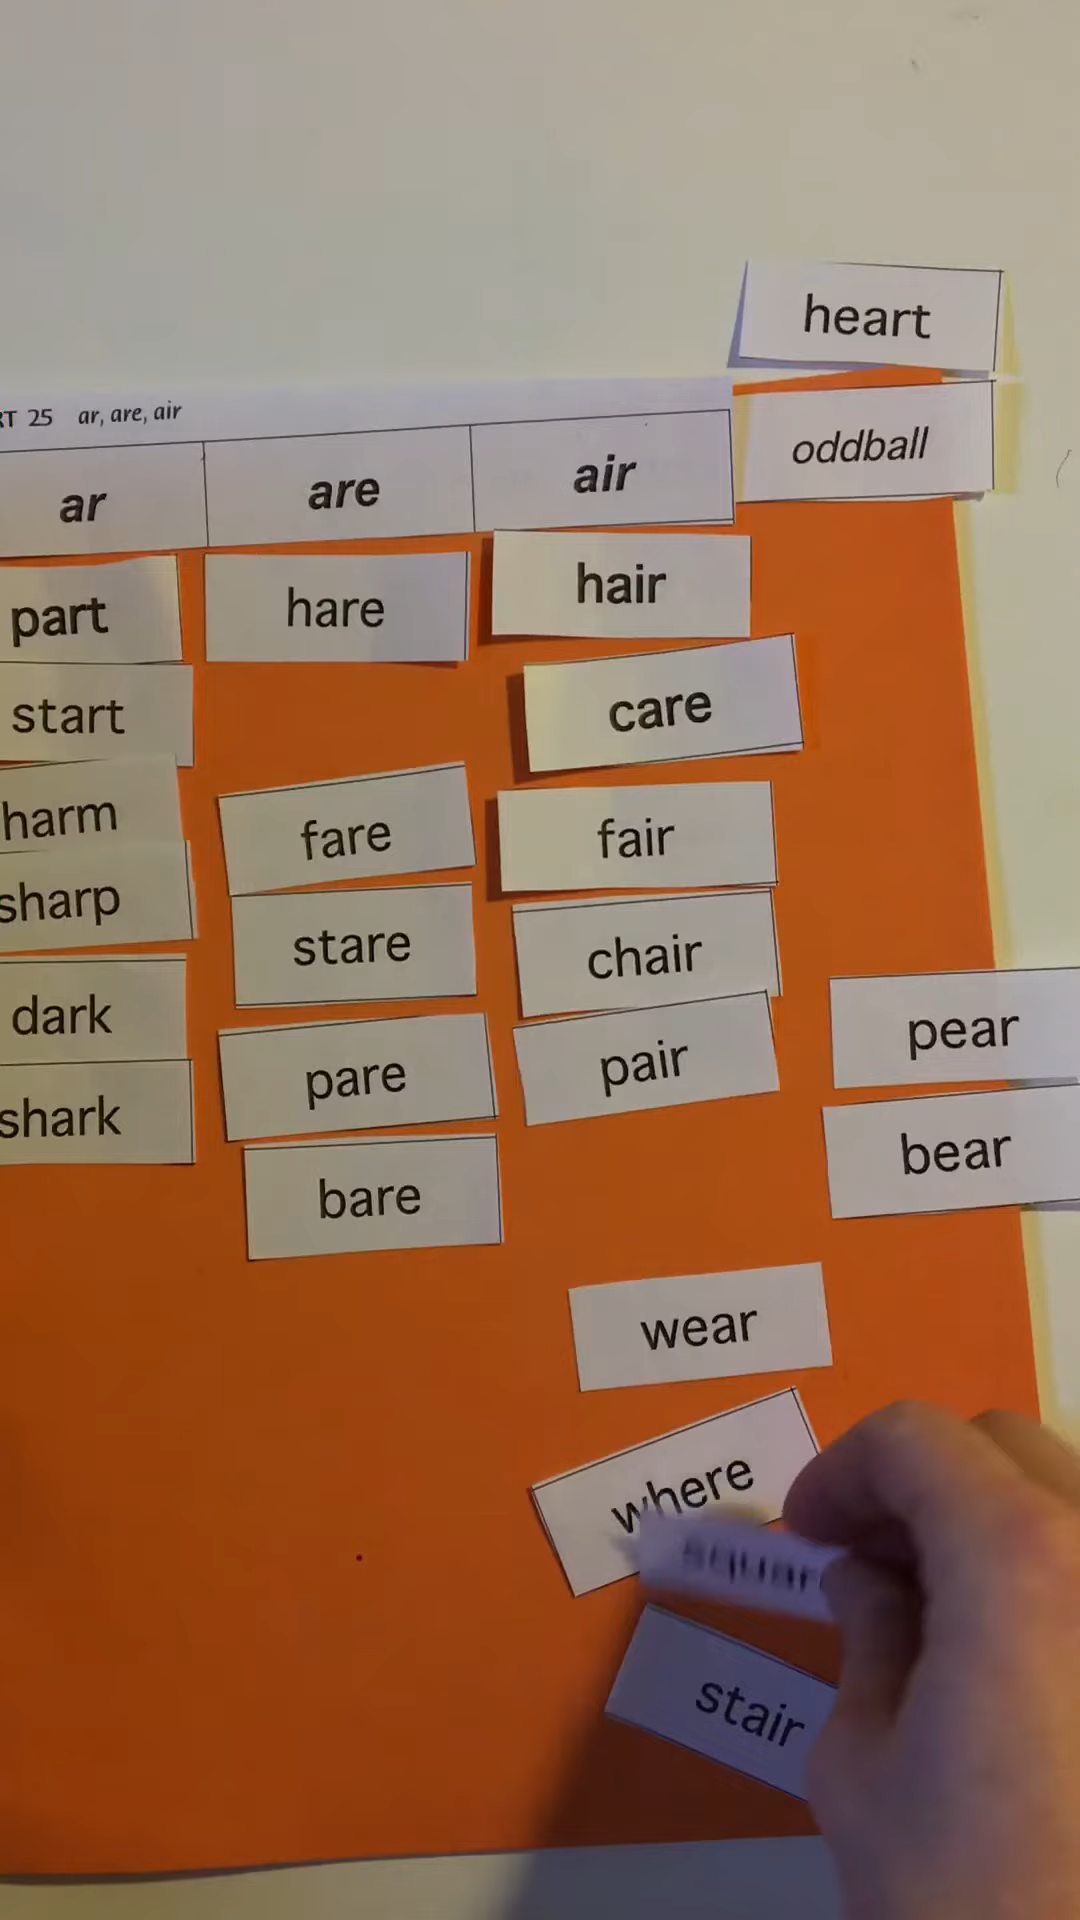 heart
RT 25 ar, are, air
oddball
ar are air
part hare hair
start care
harm fare fair
sharp stare chair
dark pare pair pear
shark bare bear
wear
where
stair